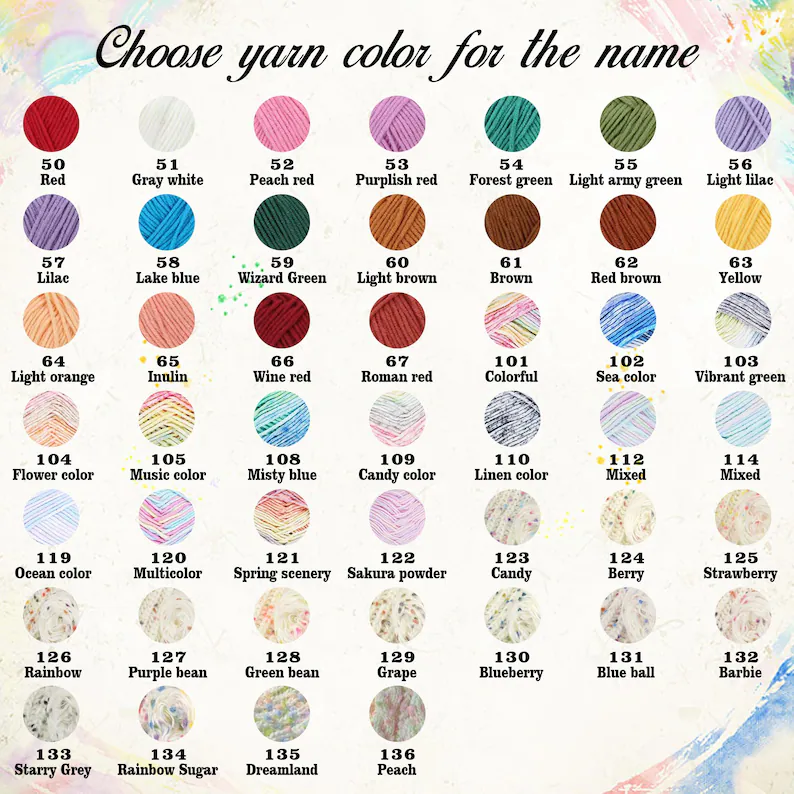 Choose yarn color for the name
50 51 52 53 54 55 56
Red Gray white Peach red Purplish red Forest green Light army green Light lilac
57 58 59 60 61 62 63
Lilac Lake blue Wizard Green Light brown Brown Red brown Yellow
64 65 66 67 101 102 103
Light orange Inulin Wine red Roman red Colorful Sea color Vibrant green
104 105 108 109 110 112 114
Flower color Music color Misty blue Candy color Linen color Mixed Mixed
119 120 121 122 123 124 125
Ocean color Multicolor Spring scenery Sakura powder Candy Berry Strawberry
126 127 128 129 130 131 132
Rainbow Purple bean Green bean Grape Blueberry Blue ball Barbie
133 134 135 136
Starry Grey Rainbow Sugar Dreamland Peach